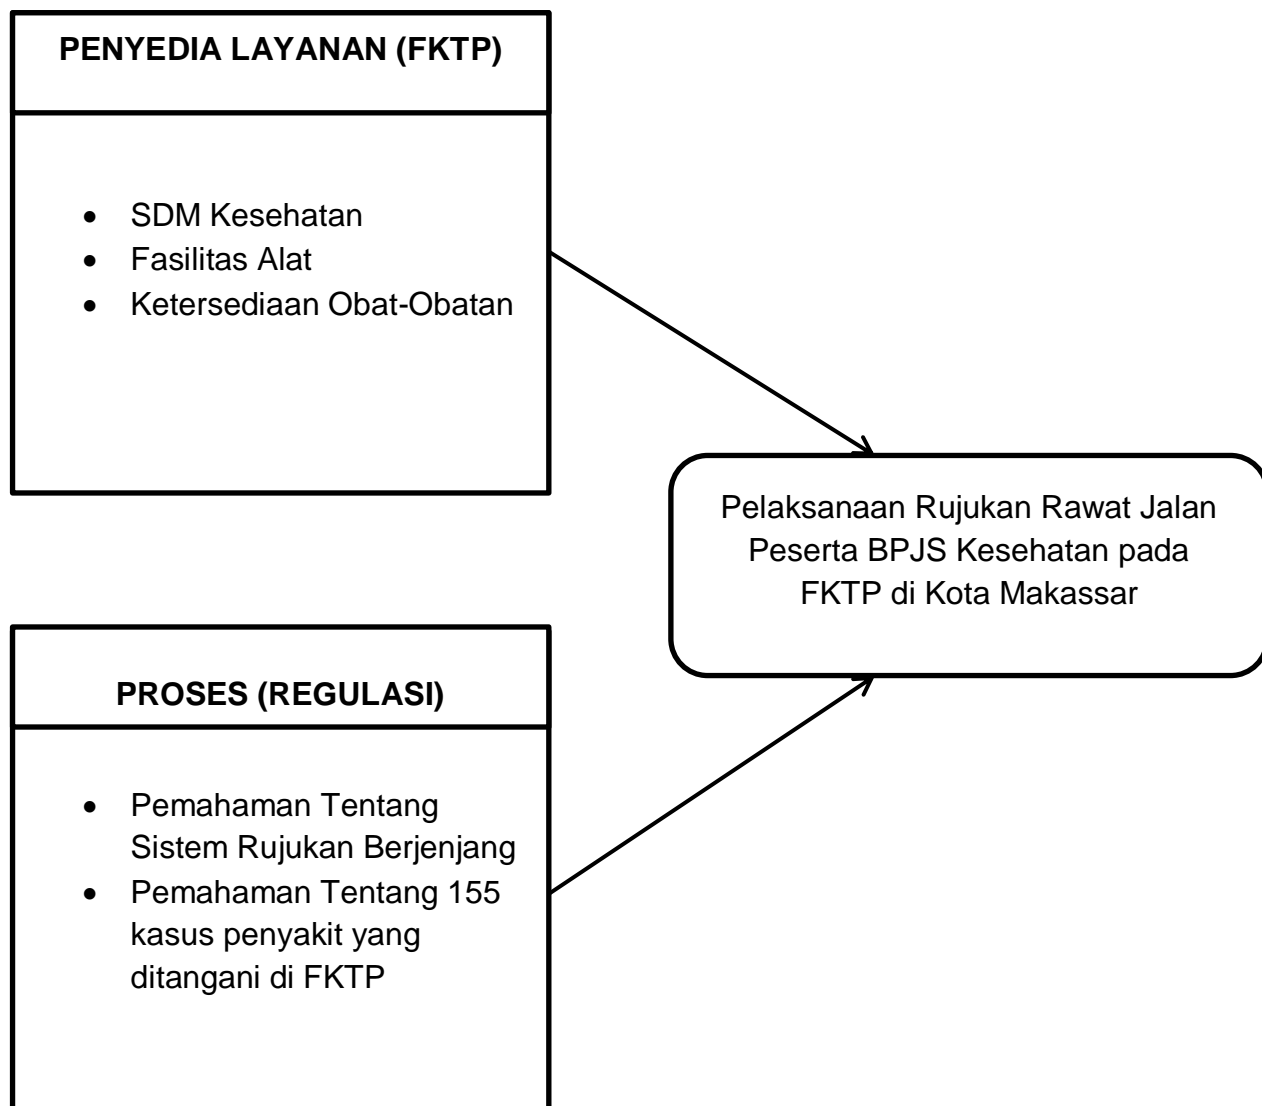 PENYEDIA LAYANAN (FKTP)
• SDM Kesehatan
• Fasilitas Alat
• Ketersediaan Obat-Obatan
Pelaksanaan Rujukan Rawat Jalan
Peserta BPJS Kesehatan pada
FKTP di Kota Makassar
PROSES (REGULASI)
• Pemahaman Tentang
Sistem Rujukan Berjenjang
• Pemahaman Tentang 155
kasus penyakit yang
ditangani di FKTP